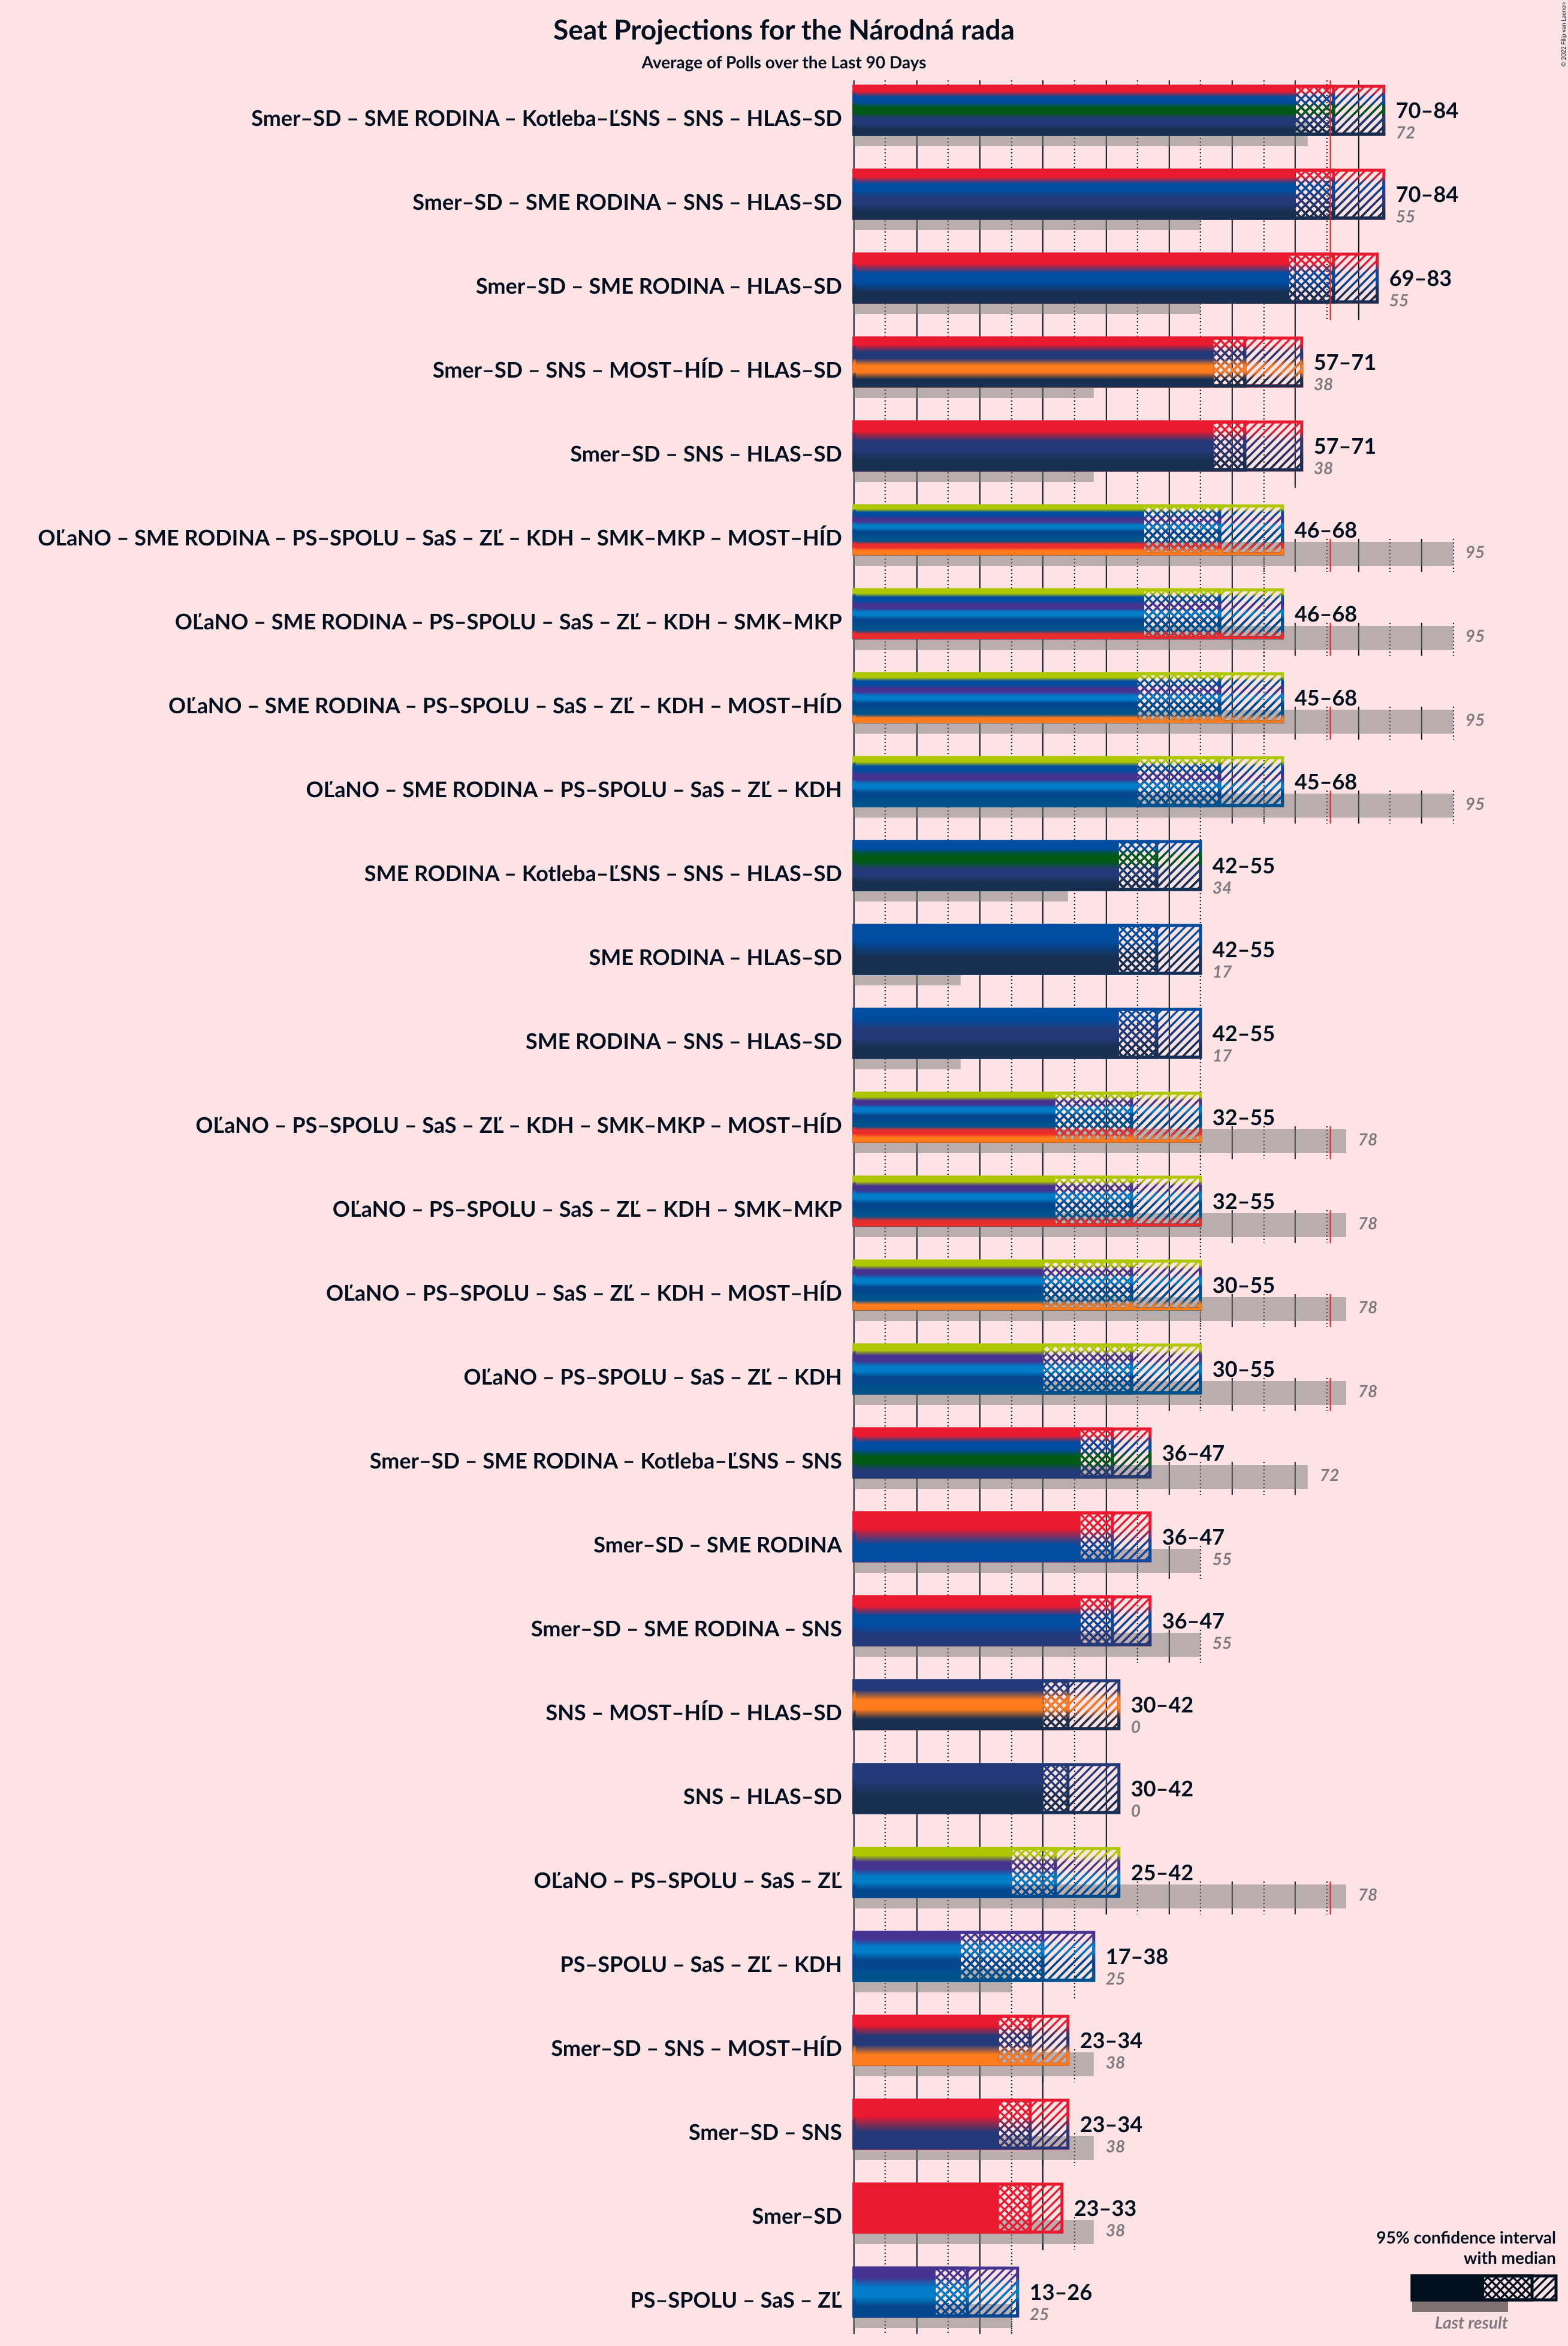 Seat Projections for the Národná rada
Average of Polls over the Last 90 Days
© 2022 Filip van Laenen
Smer–SD – SME RODINA – Kotleba–ĽSNS – SNS – HLAS–SD
70–84
72
Smer–SD – SME RODINA – SNS – HLAS–SD
70–84
55
Smer–SD – SME RODINA – HLAS–SD
69–83
55
Smer–SD – SNS – MOST–HÍD – HLAS–SD
57–71
38
Smer–SD – SNS – HLAS–SD
57–71
38
OĽaNO – SME RODINA – PS–SPOLU – SaS – ZĽ – KDH – SMK–MKP – MOST–HÍD
46–68
95
OĽaNO – SME RODINA – PS–SPOLU – SaS – ZĽ – KDH – SMK–MKP
46–68
95
OĽaNO – SME RODINA – PS–SPOLU – SaS – ZĽ – KDH – MOST–HÍD
45–68
95
OĽaNO – SME RODINA – PS–SPOLU – SaS – ZĽ – KDH
45–68
95
SME RODINA – Kotleba–ĽSNS – SNS – HLAS–SD
42–55
34
SME RODINA – HLAS–SD
42–55
17
SME RODINA – SNS – HLAS–SD
42–55
17
OĽaNO – PS–SPOLU – SaS – ZĽ – KDH – SMK–MKP – MOST–HÍD
32–55
78
OĽaNO – PS–SPOLU – SaS – ZĽ – KDH – SMK–MKP
32–55
78
OĽaNO – PS–SPOLU – SaS – ZĽ – KDH – MOST–HÍD
30–55
78
OĽaNO – PS–SPOLU – SaS – ZĽ – KDH
30–55
78
Smer–SD – SME RODINA – Kotleba–ĽSNS – SNS
36–47
72
Smer–SD – SME RODINA
36–47
55
Smer–SD – SME RODINA – SNS
36–47
55
SNS – MOST–HÍD – HLAS–SD
30–42
0
SNS – HLAS–SD
30–42
0
OĽaNO – PS–SPOLU – SaS – ZĽ
25–42
78
PS–SPOLU – SaS – ZĽ – KDH
17–38
25
Smer–SD – SNS – MOST–HÍD
23–34
38
Smer–SD – SNS
23–34
38
Smer–SD
23–33
38
PS–SPOLU – SaS – ZĽ
13–26
25
95% confidence interval
with median
Last result